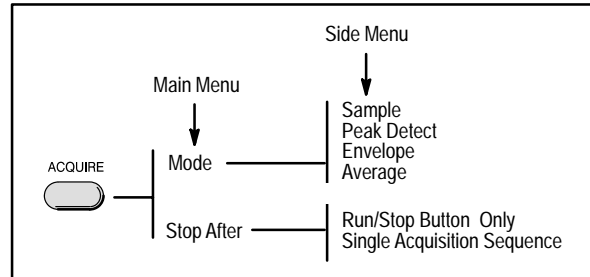 Side Menu
Main Menu
Sample
Peak Detect
Envelope
Average
ACQUIRE
Mode
Stop After
Run/Stop Button Only
Single Acquisition Sequence